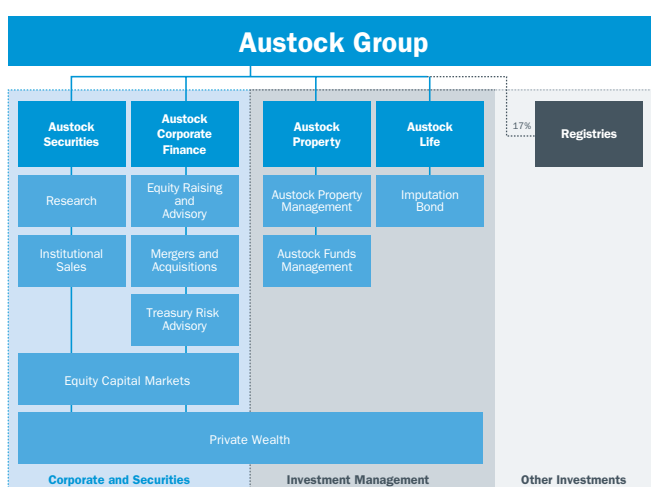 Austock Group
Austock
Securities
Austock
Corporate
Finance
Austock
Property
Austock
Life
17%
Registries
Research
Equity Raising
and
Advisory
Austock Property
Management
Imputation
Bond
Institutional
Sales
Mergers and
Acquisitions
Austock Funds
Management
Treasury Risk
Advisory
Equity Capital Markets
Private Wealth
Corporate and Securities
Investment Management
Other Investments